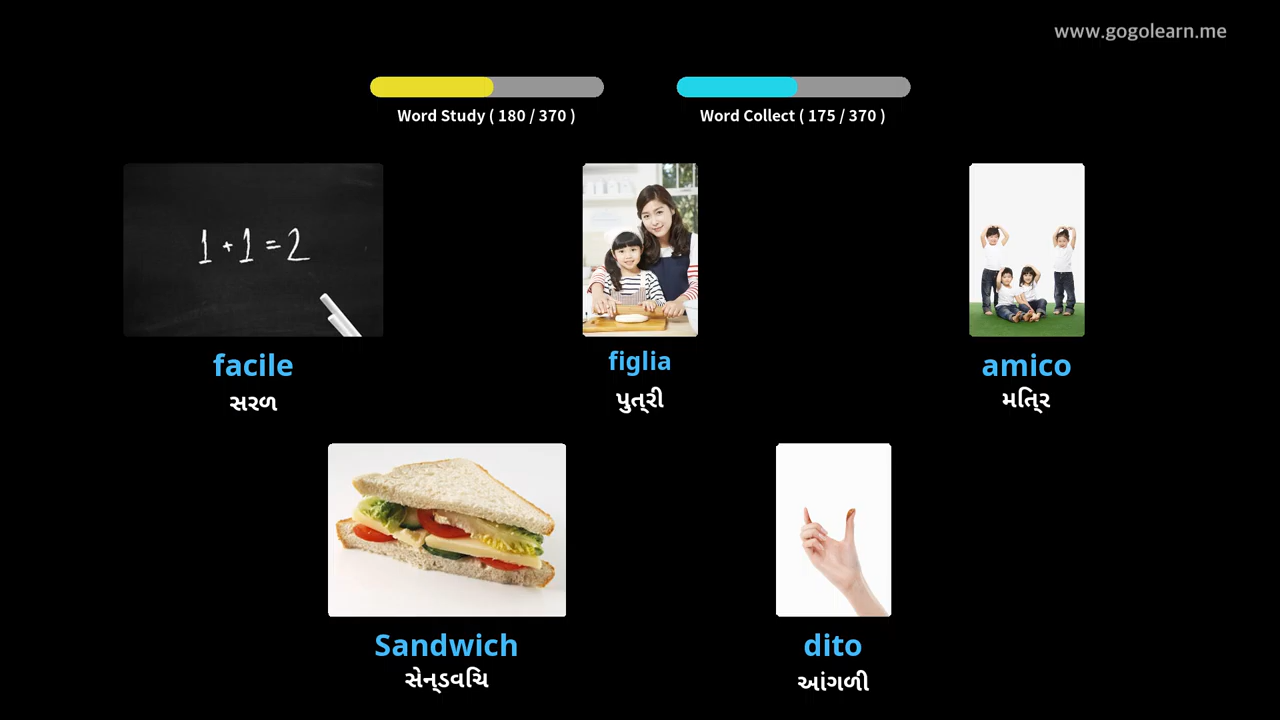 www.gogolearn.me
Word Study ( 180 / 370 )
Word Collect ( 175 / 370 )
1 + 1 = 2
facile
સરળ
figlia
પુત્રી
amico
મિત્ર
Sandwich
સેન્ડવિચ
dito
આંગળી